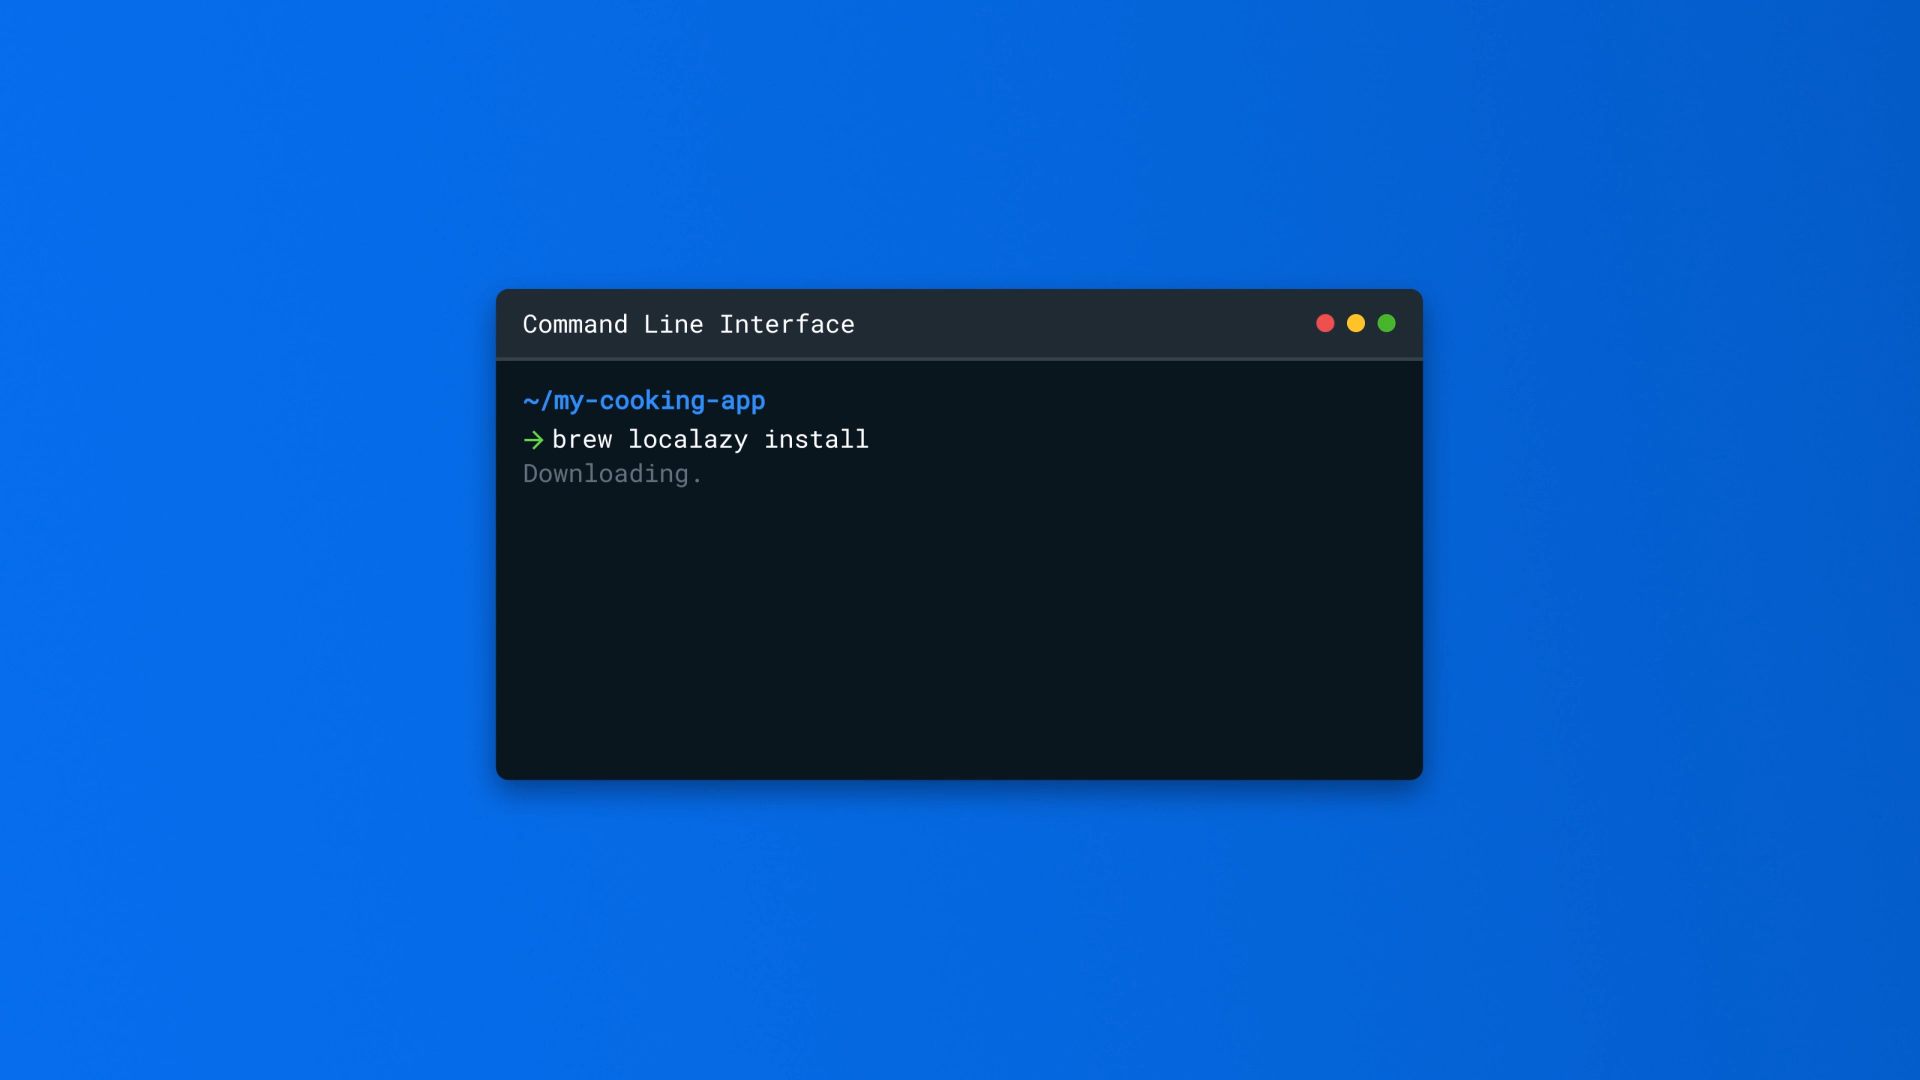 Command Line Interface
~/my-cooking-app
→ brew localazy install
Downloading.